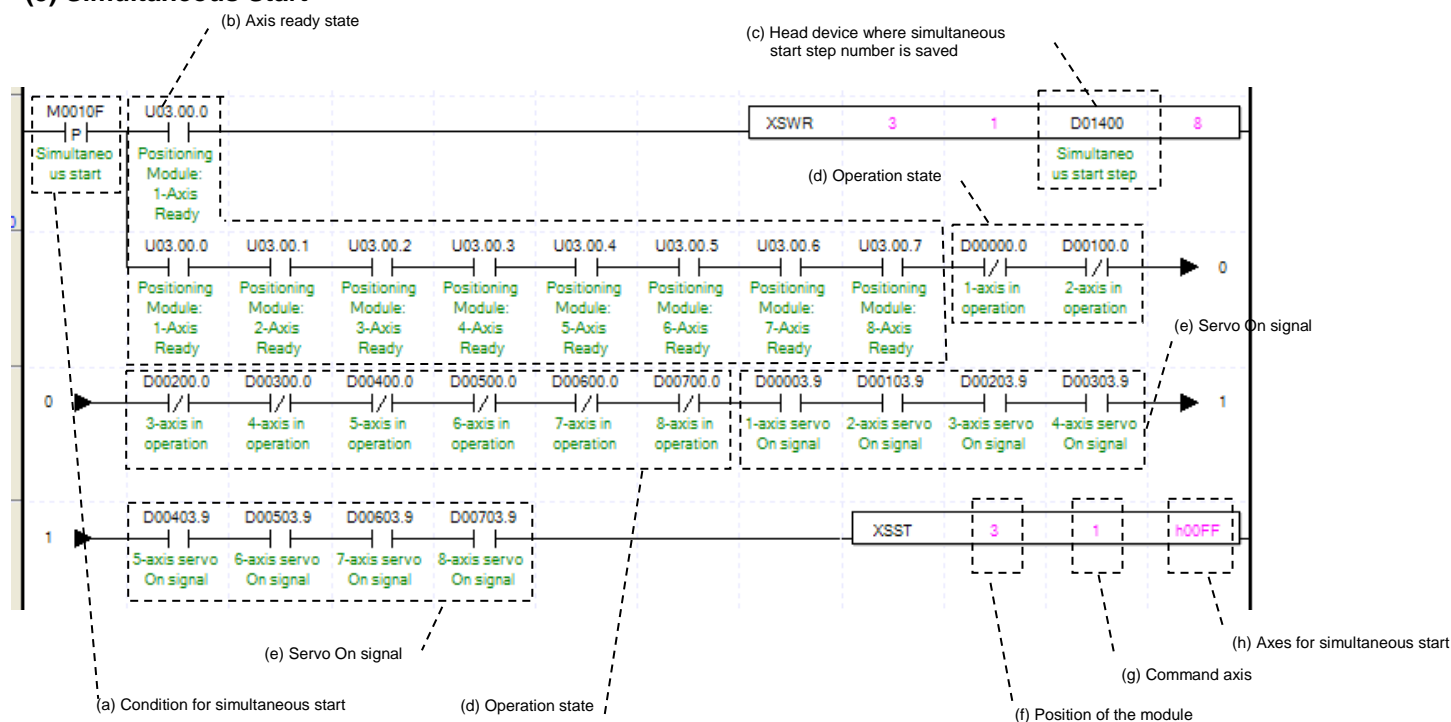 (b) Axis ready state
(c) Head device where simultaneous
start step number is saved
M0010F
U03.00.0
P
XSWR 3 1 D01400 8
Simultaneo
us start
Positioning
Module:
1-Axis
Ready
Simultaneo
us start step
(d) Operation state
U03.00.0 U03.00.1 U03.00.2 U03.00.3 U03.00.4 U03.00.5 U03.00.6 U03.00.7 D00000.0 D00100.0
0
Positioning Positioning Positioning Positioning Positioning Positioning Positioning Positioning 1-axis in 2-axis in
Module: Module: Module: Module: Module: Module: Module: Module: operation operation
1-Axis 2-Axis 3-Axis 4-Axis 5-Axis 6-Axis 7-Axis 8-Axis
Ready Ready Ready Ready Ready Ready Ready Ready
(e) Servo On signal
D00200.0 D00300.0 D00400.0 D00500.0 D00600.0 D00700.0 D00003.9 D00103.9 D00203.9 D00303.9
0 1
3-axis in 4-axis in 5-axis in 6-axis in 7-axis in 8-axis in 1-axis servo 2-axis servo 3-axis servo 4-axis servo
operation operation operation operation operation operation On signal On signal On signal On signal
D00403.9 D00503.9 D00603.9 D00703.9
1 XSST 3 1 h00FF
5-axis servo 6-axis servo 7-axis servo 8-axis servo
On signal On signal On signal On signal
(e) Servo On signal
(h) Axes for simultaneous start
(g) Command axis
(a) Condition for simultaneous start
(d) Operation state
(f) Position of the module